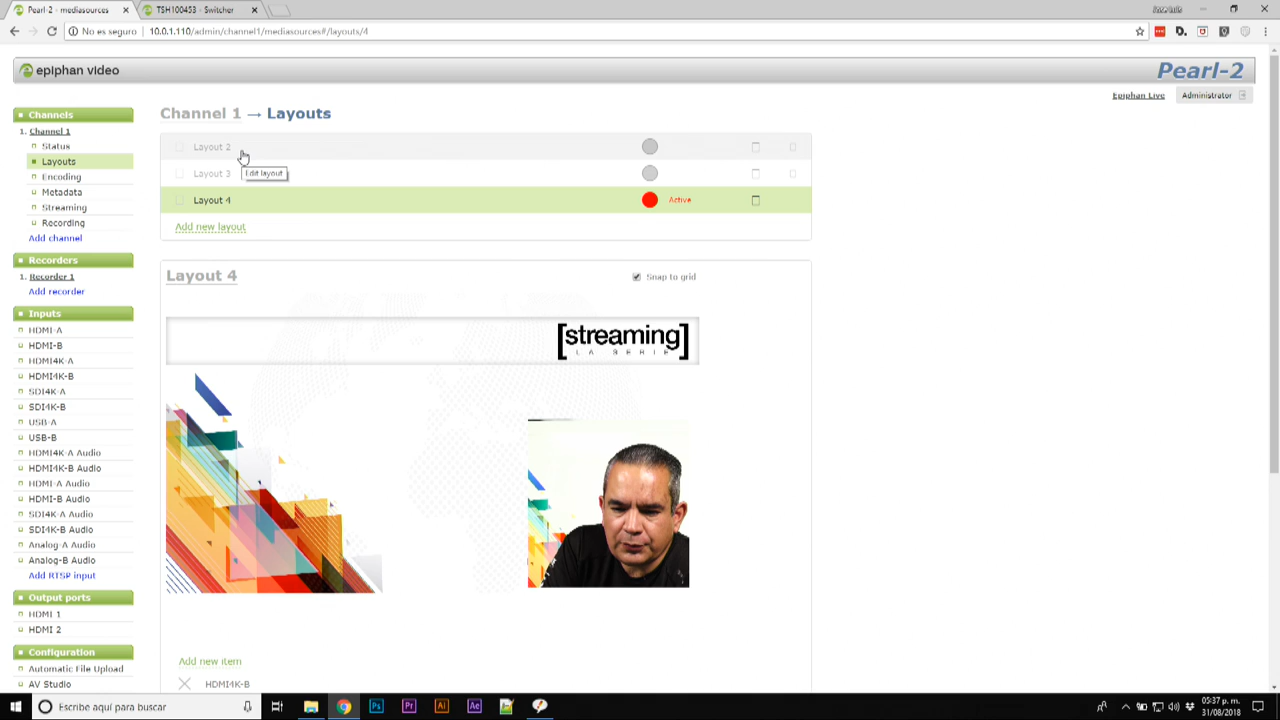 Pearl-2 - mediasources
TSH100453 - Switcher
No es seguro
10.0.1.110/admin/channel1/mediasources#/layouts/4
epiphan video
Pearl-2
Epiphan Live
Administrator
Channels
1. Channel 1
Status
Layouts
Encoding
Metadata
Streaming
Recording
Add channel
Recorders
1. Recorder 1
Add recorder
Inputs
HDMI-A
HDMI-B
HDMI4K-A
HDMI4K-B
SDI4K-A
SDI4K-B
USB-A
USB-B
HDMI4K-A Audio
HDMI4K-B Audio
HDMI-A Audio
HDMI-B Audio
SDI4K-A Audio
SDI4K-B Audio
Analog-A Audio
Analog-B Audio
Add RTSP input
Output ports
HDMI 1
HDMI 2
Configuration
Automatic File Upload
AV Studio
Channel 1 → Layouts
Layout 2
Edit layout
Layout 3
Layout 4
Active
Add new layout
Layout 4
Snap to grid
[streaming]
LA SERIE
Add new item
HDMI4K-B
Escribe aquí para buscar
Ps
Pr
Ai
Ae
05:37 p. m.
31/08/2018